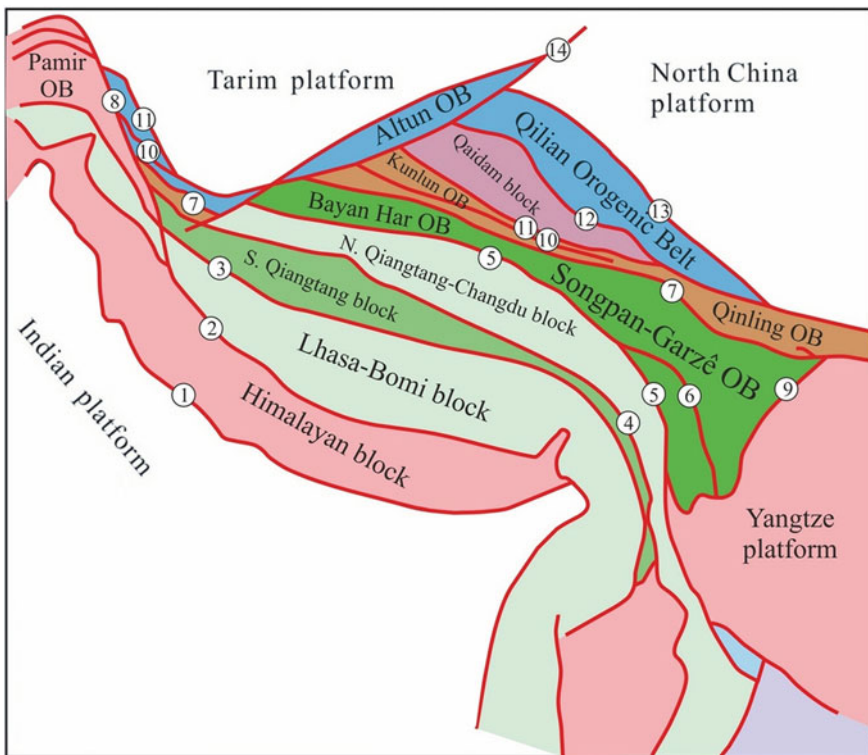 Pamir
OB
Tarim platform
North China
platform
14
8
11
10
7
Altun OB
Qilian Orogenic Belt
Qaidam block
Kunlun OB
Bayan Har OB
12
13
11
10
5
7
N. Qiangtang-Changdu block
S. Qiangtang block
3
Songpan-Garzê OB
Qinling OB
2
Lhasa-Bomi block
Himalayan block
1
Indian platform
4
5
6
9
Yangtze
platform